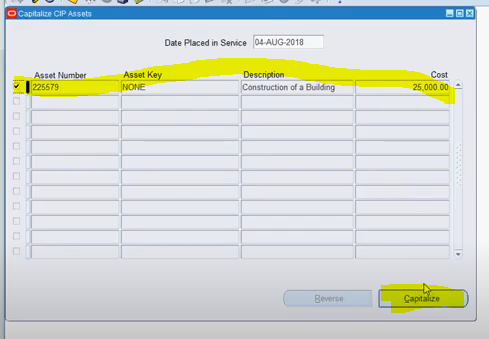 Capitalize CIP Assets
Date Placed in Service 04-AUG-2018
Asset Number Asset Key Description Cost
225579 NONE Construction of a Building 25,000.00
Reverse Capitalize